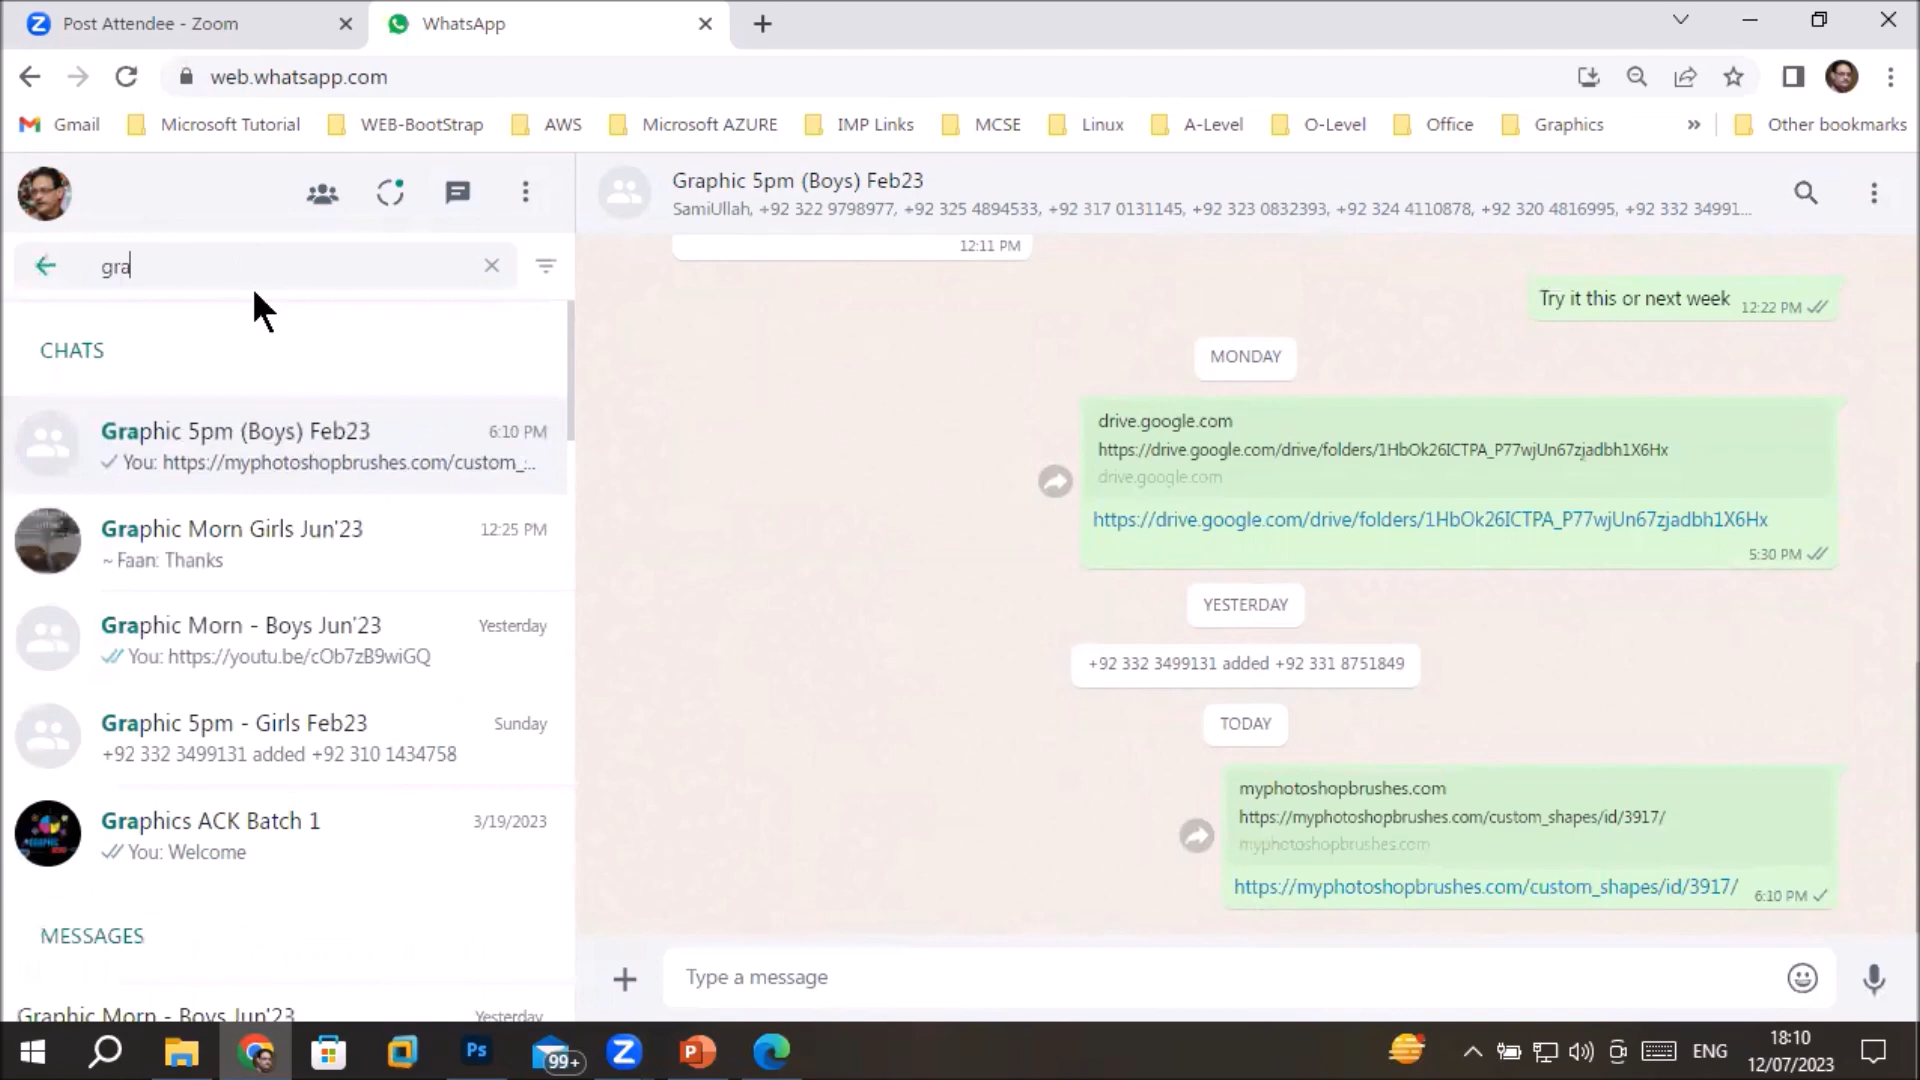 Post Attendee - Zoom
WhatsApp
web.whatsapp.com
Gmail
Microsoft Tutorial
WEB-BootStrap
AWS
Microsoft AZURE
IMP Links
MCSE
Linux
A-Level
O-Level
Office
Graphics
Other bookmarks
gra
CHATS
Graphic 5pm (Boys) Feb23
6:10 PM
You: https://myphotoshopbrushes.com/custom_:...
Graphic Morn Girls Jun'23
12:25 PM
~ Faan: Thanks
Graphic Morn - Boys Jun'23
Yesterday
You: https://youtu.be/cOb7zB9wiGQ
Graphic 5pm - Girls Feb23
Sunday
+92 332 3499131 added +92 310 1434758
Graphics ACK Batch 1
3/19/2023
You: Welcome
MESSAGES
Graphic Morn - Boys Jun'23
Yesterday
Graphic 5pm (Boys) Feb23
SamiUllah, +92 322 9798977, +92 325 4894533, +92 317 0131145, +92 323 0832393, +92 324 4110878, +92 320 4816995, +92 332 34991...
12:11 PM
Try it this or next week
12:22 PM
MONDAY
drive.google.com
https://drive.google.com/drive/folders/1HbOk26ICTPA_P77wjUn67zjadbh1X6Hx
drive.google.com
https://drive.google.com/drive/folders/1HbOk26ICTPA_P77wjUn67zjadbh1X6Hx
5:30 PM
YESTERDAY
+92 332 3499131 added +92 331 8751849
TODAY
myphotoshopbrushes.com
https://myphotoshopbrushes.com/custom_shapes/id/3917/
myphotoshopbrushes.com
https://myphotoshopbrushes.com/custom_shapes/id/3917/
6:10 PM
Type a message
Ps
99+
ENG
18:10
12/07/2023